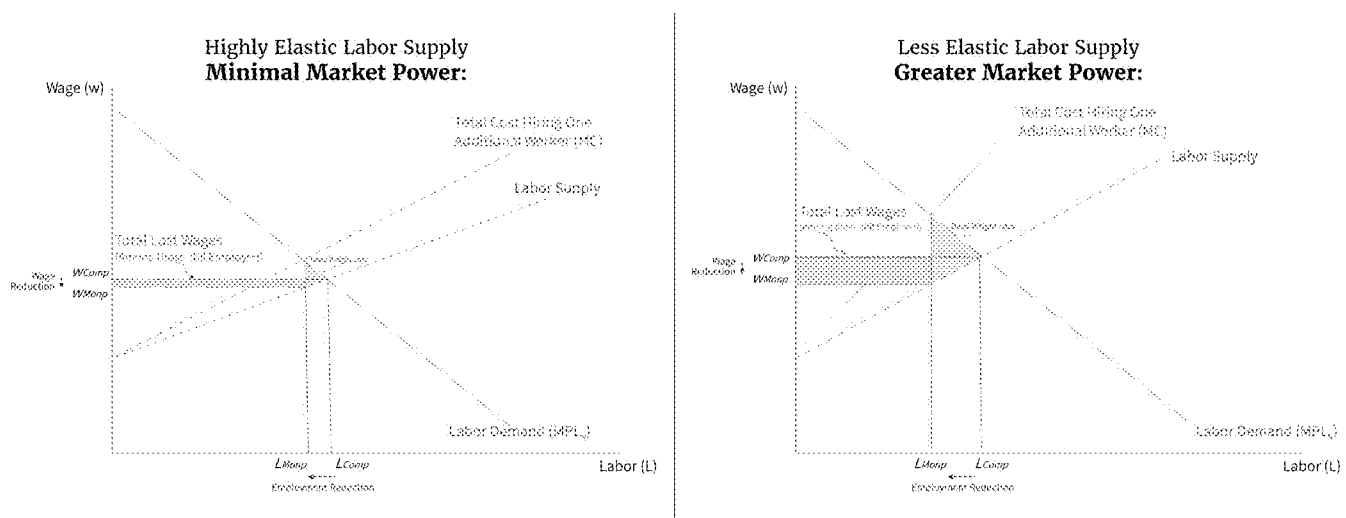 Highly Elastic Labor Supply
Minimal Market Power:
Wage (w)
Total Cost Hiring One
Additional Worker (MC)
Labor Supply
Total Lost Wages
Wage
Reduction
WComp
WMonp
Labor Demand (MPL
LMonp
LComp
Labor (L)
Employment Reduction
Less Elastic Labor Supply
Greater Market Power:
Wage (w)
Total Cost Hiring One
Additional Worker (MC)
Labor Supply
Total Lost Wages
Wage
Reduction
WComp
WMonp
Labor Demand (MPL
LMonp
LComp
Labor (L)
Employment Reduction